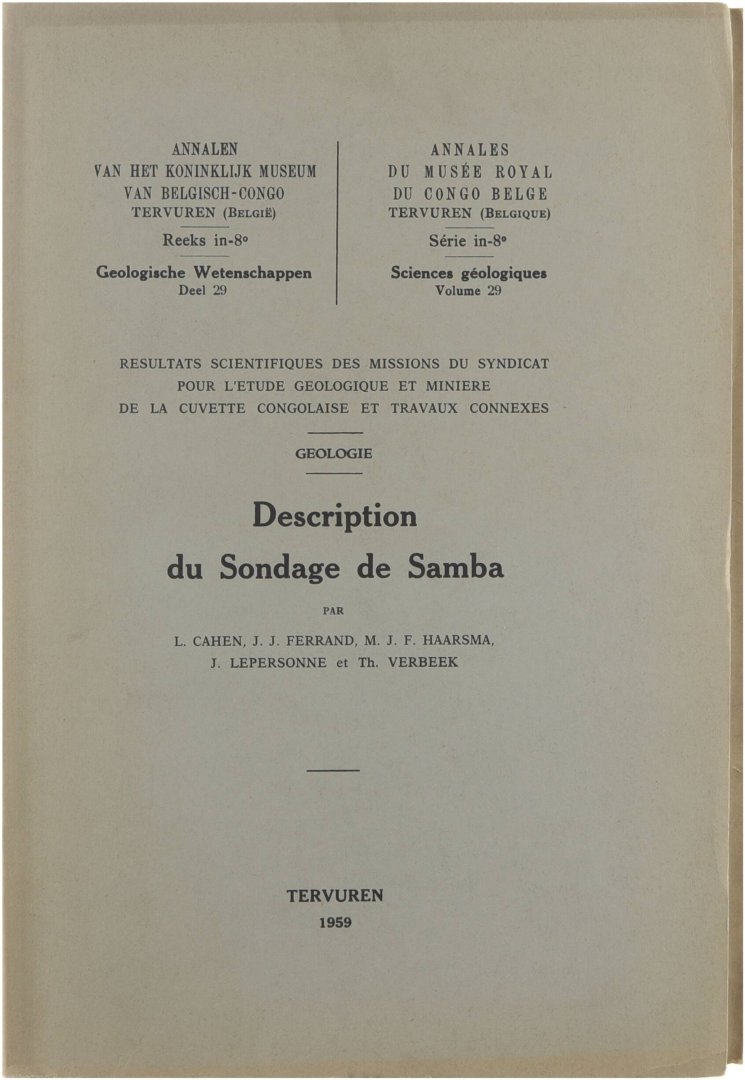 ANNALEN
VAN HET KONINKLIJK MUSEUM
VAN BELGISCH-CONGO
TERVUREN (BELGIË)
Reeks in-8º
Geologische Wetenschappen
Deel 29
ANNALES
DU MUSÉE ROYAL
DU CONGO BELGE
TERVUREN (BELGIQUE)
Série in-8º
Sciences géologiques
Volume 29
RESULTATS SCIENTIFIQUES DES MISSIONS DU SYNDICAT
POUR L'ETUDE GEOLOGIQUE ET MINIERE
DE LA CUVETTE CONGOLAISE ET TRAVAUX CONNEXES
GEOLOGIE
Description
du Sondage de Samba
PAR
L. CAHEN, J. J. FERRAND, M. J. F. HAARSMA,
J. LEPERSONNE et Th. VERBEEK
TERVUREN
1959